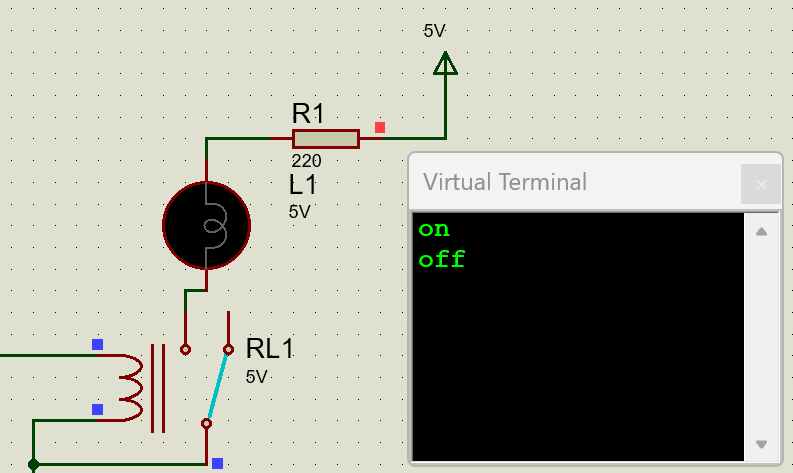 5V
R1
220
L1
5V
RL1
5V
Virtual Terminal
on
off